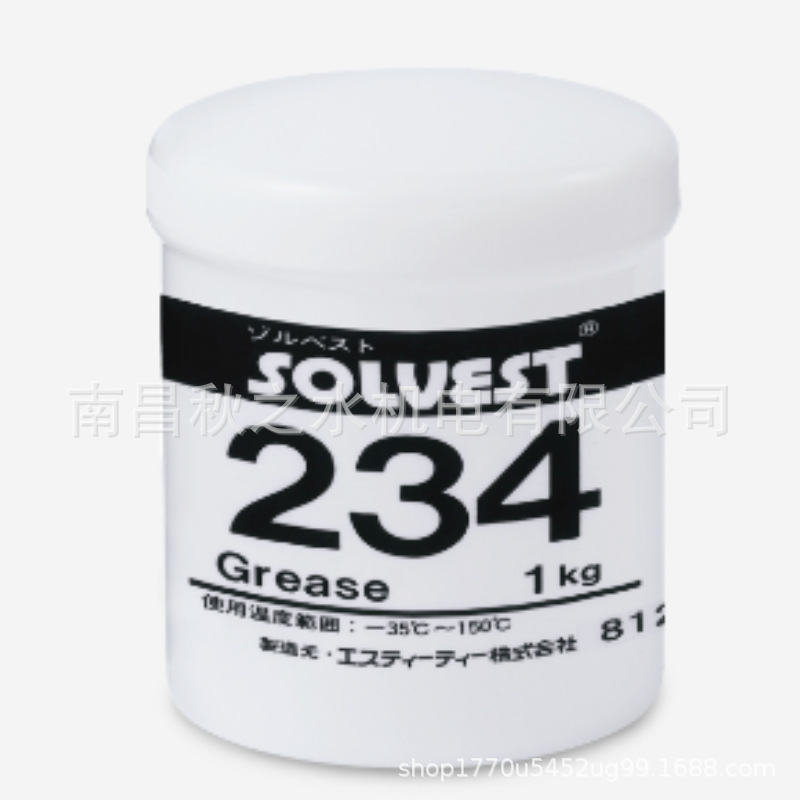 ゾルベスト
SOLVEST®
南昌秋之水机电有限公司
234
Grease 1kg
使用温度範囲：－35℃～150℃
製造元・エスティーティー株式会社 812
shop1770u5452ug99.1688.com